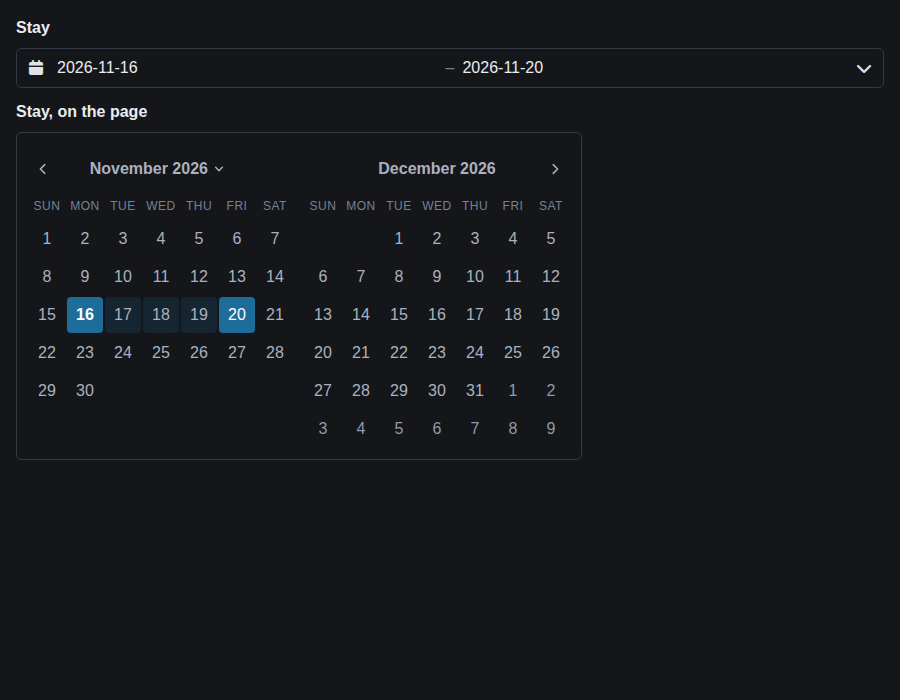 Stay
2026-11-16 – 2026-11-20
Stay, on the page
November 2026 December 2026
SUN MON TUE WED THU FRI SAT SUN MON TUE WED THU FRI SAT
1 2 3 4 5 6 7 1 2 3 4 5
8 9 10 11 12 13 14 6 7 8 9 10 11 12
15 16 17 18 19 20 21 13 14 15 16 17 18 19
22 23 24 25 26 27 28 20 21 22 23 24 25 26
29 30 27 28 29 30 31 1 2
3 4 5 6 7 8 9